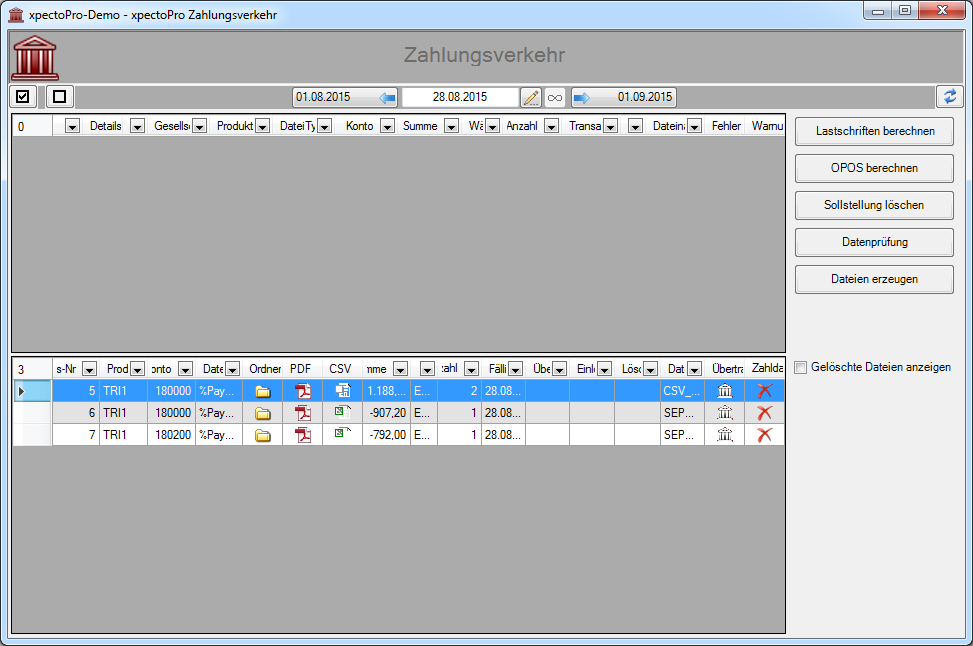 xpectoPro-Demo - xpectoPro Zahlungsverkehr
Zahlungsverkehr
01.08.2015 28.08.2015 01.09.2015
0 Details Gesells Produkt DateiTy Konto Summe Wä Anzahl Transa Datein Fehler Warnu
Lastschriften berechnen
OPOS berechnen
Sollstellung löschen
Datenprüfung
Dateien erzeugen
3 s-Nr Prod onto Date Ordner PDF CSV mme ahl Fälli Übe Einl Lösc Dat Übertra Zahlda
Gelöschte Dateien anzeigen
5 TRI1 180000 %Pay... 1.188,... E... 2 28.08... CSV_...
6 TRI1 180000 %Pay... -907,20 E... 1 28.08... SEP...
7 TRI1 180200 %Pay... -792,00 E... 1 28.08... SEP...